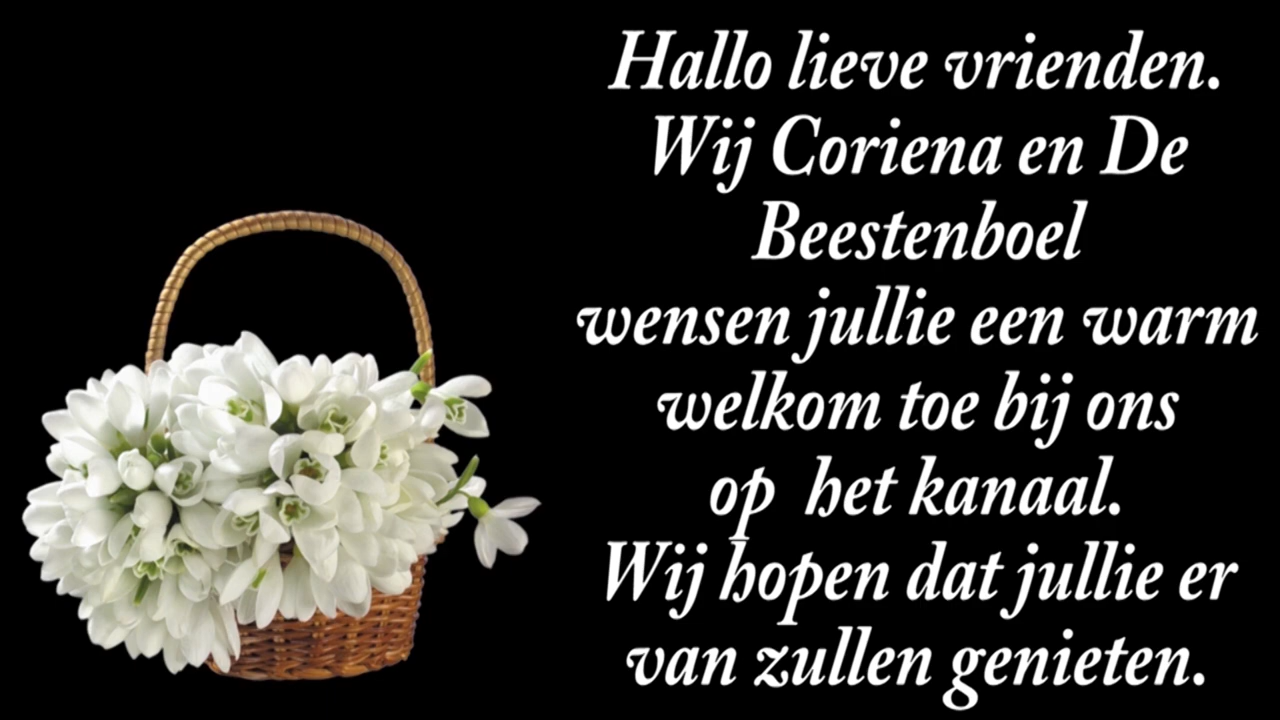 Hallo lieve vrienden.
Wij Coriena en De
Beestenboel
wensen jullie een warm
welkom toe bij ons
op het kanaal.
Wij hopen dat jullie er
van zullen genieten.